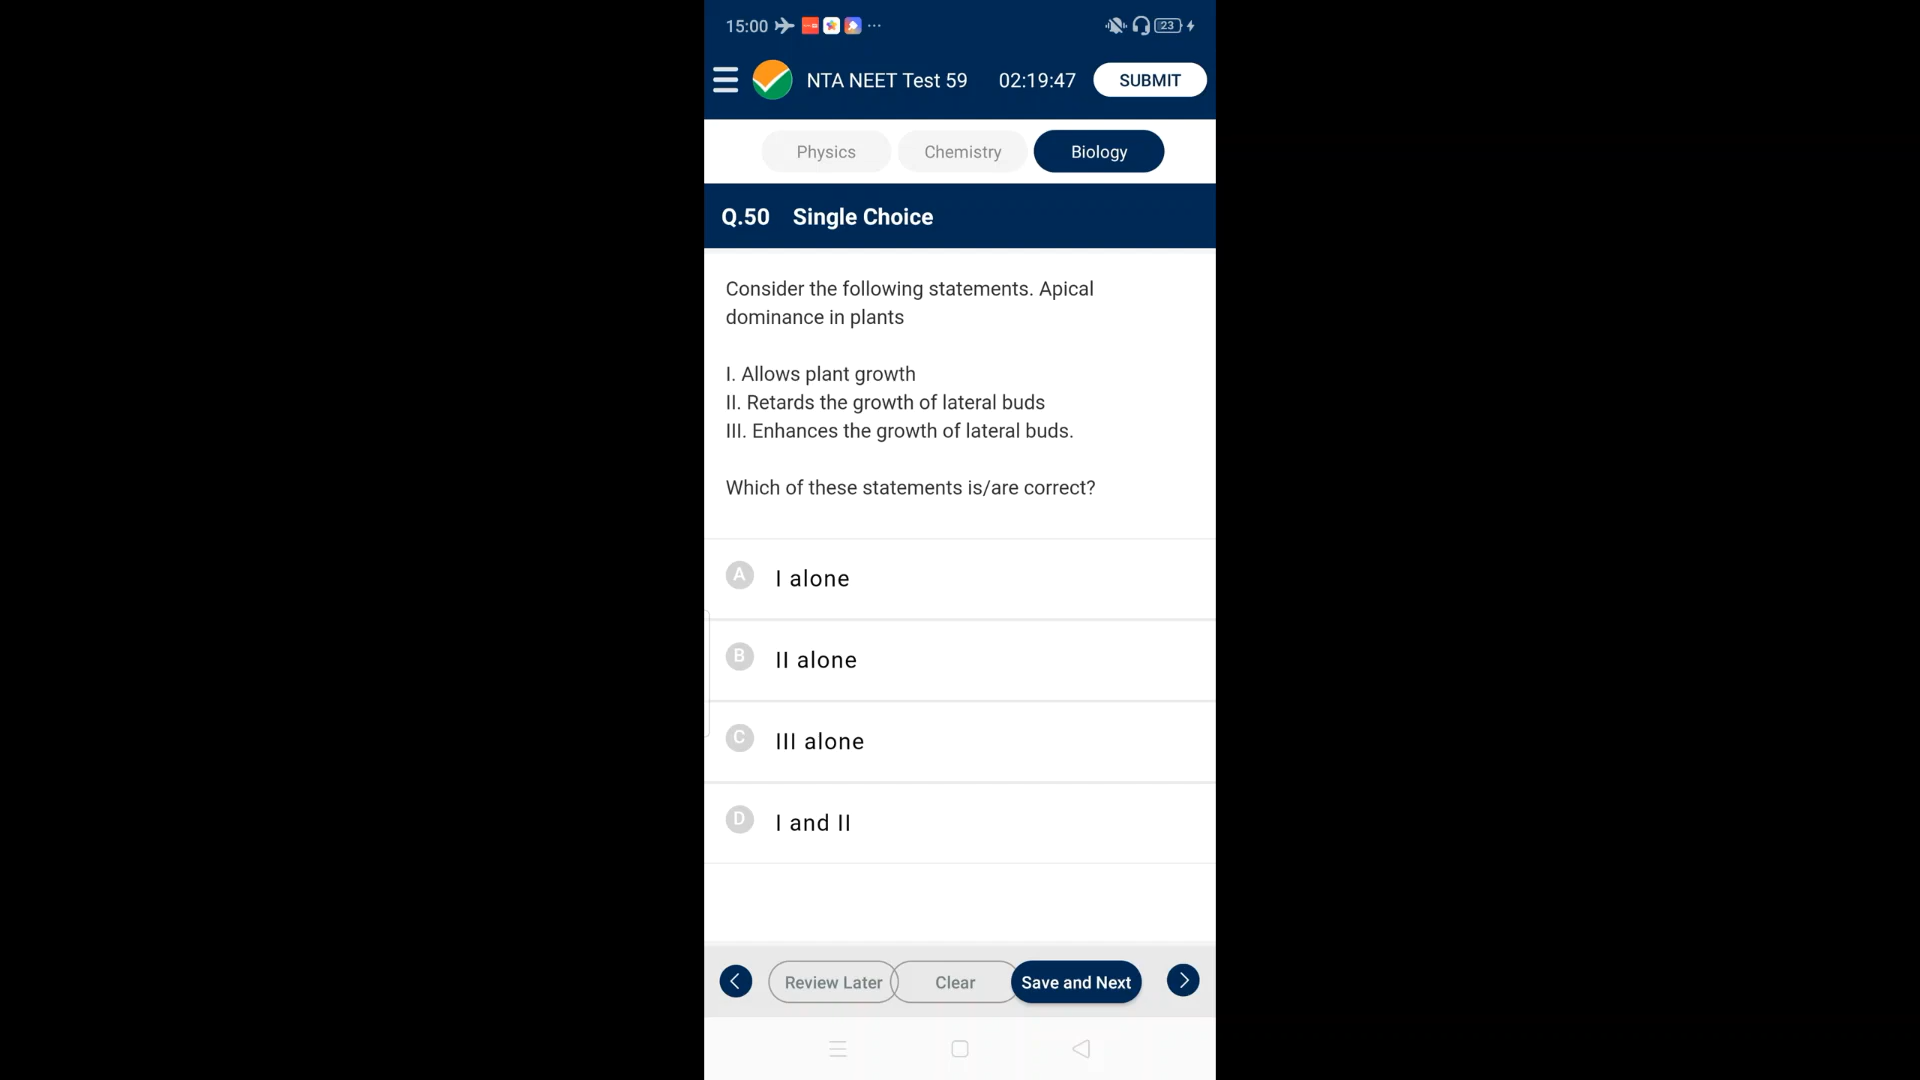 15:00 23
NTA NEET Test 59 02:19:47 SUBMIT
Physics Chemistry Biology
Q.50 Single Choice
Consider the following statements. Apical
dominance in plants
I. Allows plant growth
II. Retards the growth of lateral buds
III. Enhances the growth of lateral buds.
Which of these statements is/are correct?
A I alone
B II alone
C III alone
D I and II
Review Later Clear Save and Next